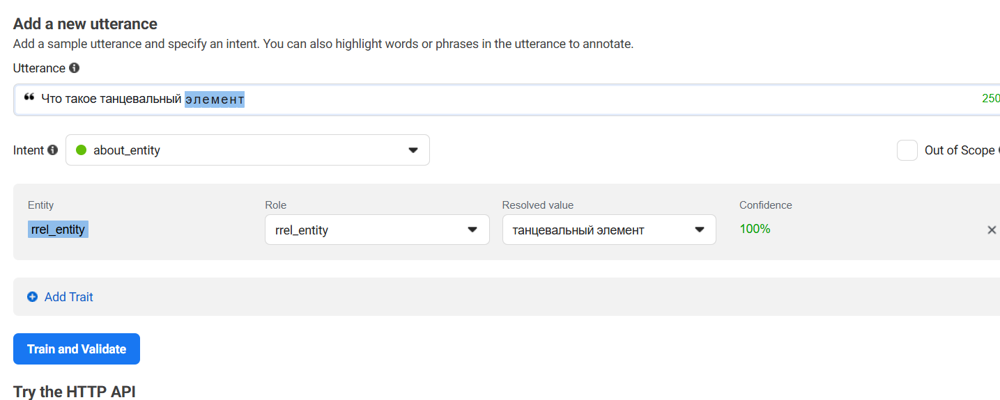 Add a new utterance
Add a sample utterance and specify an intent. You can also highlight words or phrases in the utterance to annotate.
Utterance
❝ Что такое танцевальный элемент 250
Intent about_entity Out of Scope
Entity Role Resolved value Confidence
rrel_entity rrel_entity танцевальный элемент 100%
Add Trait
Train and Validate
Try the HTTP API